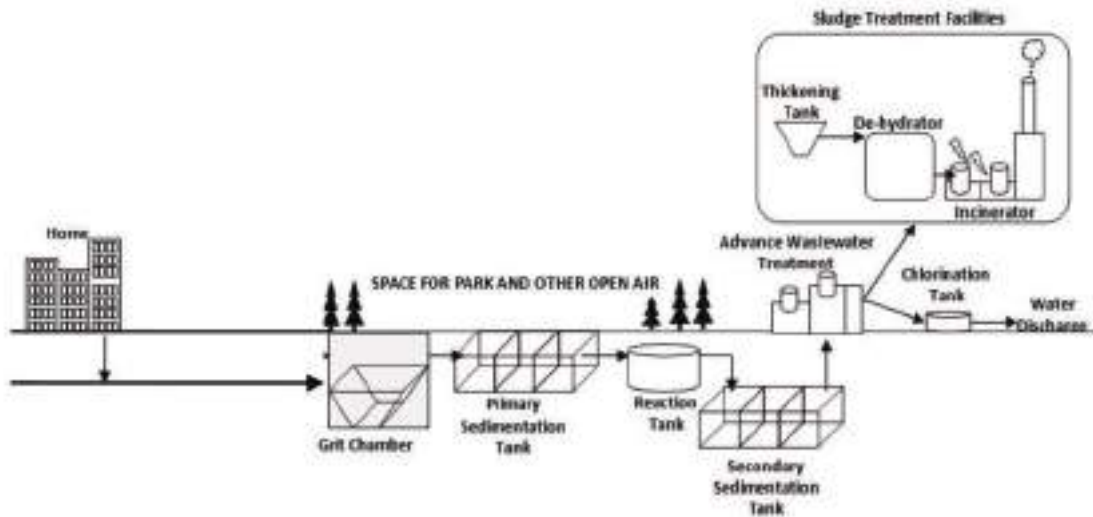 Sludge Treatment Facilities
Thickening
Tank
De-hydrator
Incinerator
Home
Advance Wastewater
Treatment
SPACE FOR PARK AND OTHER OPEN AIR
Chlorination
Tank
Water
Discharge
Primary
Sedimentation
Tank
Reaction
Tank
Grit Chamber
Secondary
Sedimentation
Tank